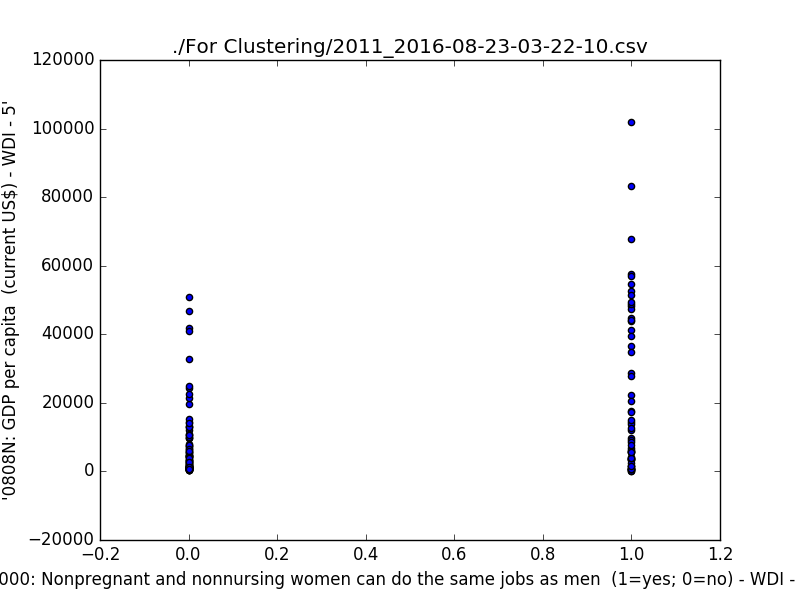 ./For Clustering/2011_2016-08-23-03-22-10.csv
120000
100000
80000
60000
40000
20000
0
−20000
'0808N: GDP per capita  (current US$) - WDI - 5'
−0.2 0.0 0.2 0.4 0.6 0.8 1.0 1.2
000: Nonpregnant and nonnursing women can do the same jobs as men  (1=yes; 0=no) - WDI -